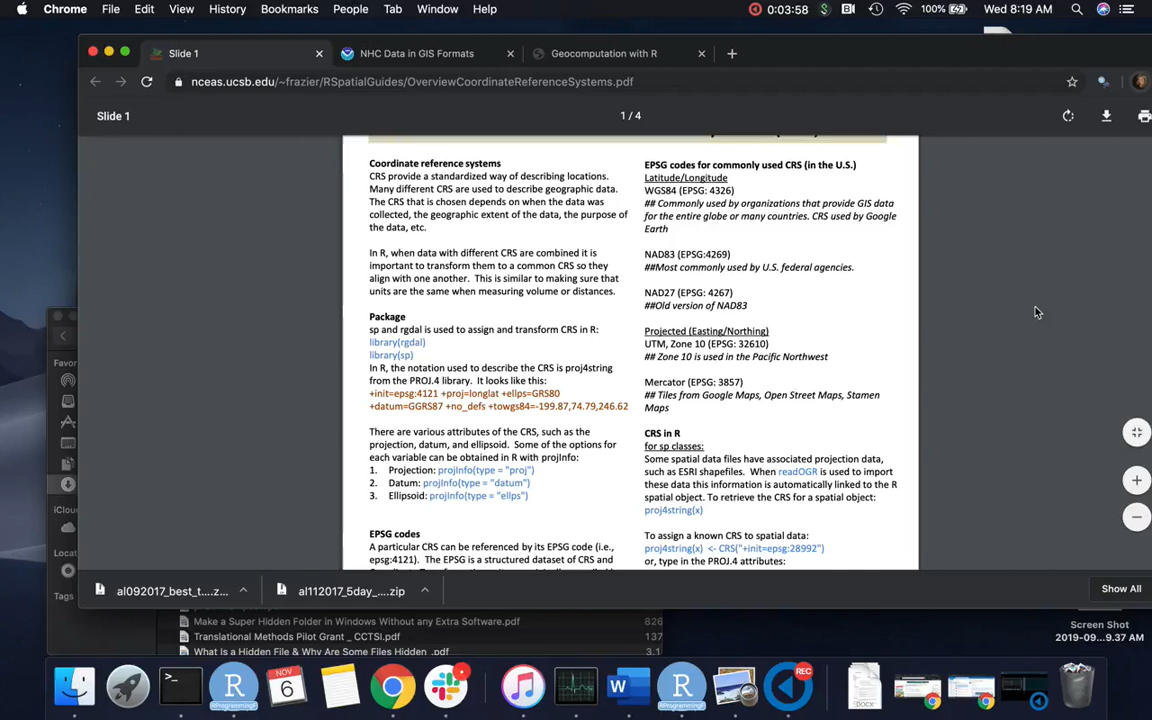 Chrome File Edit View History Bookmarks People Tab Window Help
00:03:58 100% Wed 8:19 AM
Slide 1 NHC Data in GIS Formats Geocomputation with R
nceas.ucsb.edu/~frazier/RSpatialGuides/OverviewCoordinateReferenceSystems.pdf
Slide 1 1 / 4
Coordinate reference systems
CRS provide a standardized way of describing locations.
Many different CRS are used to describe geographic data.
The CRS that is chosen depends on when the data was
collected, the geographic extent of the data, the purpose of
the data, etc.
In R, when data with different CRS are combined it is
important to transform them to a common CRS so they
align with one another. This is similar to making sure that
units are the same when measuring volume or distances.
Package
sp and rgdal is used to assign and transform CRS in R:
library(rgdal)
library(sp)
In R, the notation used to describe the CRS is proj4string
from the PROJ.4 library. It looks like this:
+init=epsg:4121 +proj=longlat +ellps=GRS80
+datum=GGRS87 +no_defs +towgs84=-199.87,74.79,246.62
There are various attributes of the CRS, such as the
projection, datum, and ellipsoid. Some of the options for
each variable can be obtained in R with projInfo:
1. Projection: projInfo(type = "proj")
2. Datum: projInfo(type = "datum")
3. Ellipsoid: projInfo(type = "ellps")
EPSG codes
A particular CRS can be referenced by its EPSG code (i.e.,
epsg:4121). The EPSG is a structured dataset of CRS and
EPSG codes for commonly used CRS (in the U.S.)
Latitude/Longitude
WGS84 (EPSG: 4326)
## Commonly used by organizations that provide GIS data
for the entire globe or many countries. CRS used by Google
Earth
NAD83 (EPSG:4269)
##Most commonly used by U.S. federal agencies.
NAD27 (EPSG: 4267)
##Old version of NAD83
Projected (Easting/Northing)
UTM, Zone 10 (EPSG: 32610)
## Zone 10 is used in the Pacific Northwest
Mercator (EPSG: 3857)
## Tiles from Google Maps, Open Street Maps, Stamen
Maps
CRS in R
for sp classes:
Some spatial data files have associated projection data,
such as ESRI shapefiles. When readOGR is used to import
these data this information is automatically linked to the R
spatial object. To retrieve the CRS for a spatial object:
proj4string(x)
To assign a known CRS to spatial data:
proj4string(x) <- CRS("+init=epsg:28992")
or, type in the PROJ.4 attributes:
Favor
iClou
Locat
Tags
al092017_best_t....z... al112017_5day_....zip Show All
Make a Super Hidden Folder in Windows Without any Extra Software.pdf 826
Translational Methods Pilot Grant _ CCTSI.pdf 137
What Is a Hidden File & Why Are Some Files Hidden .pdf 3.1
Screen Shot
2019-09...9.37 AM
>_ R RProgrammingF NOV 6 W R RProgrammingF REC DOCX